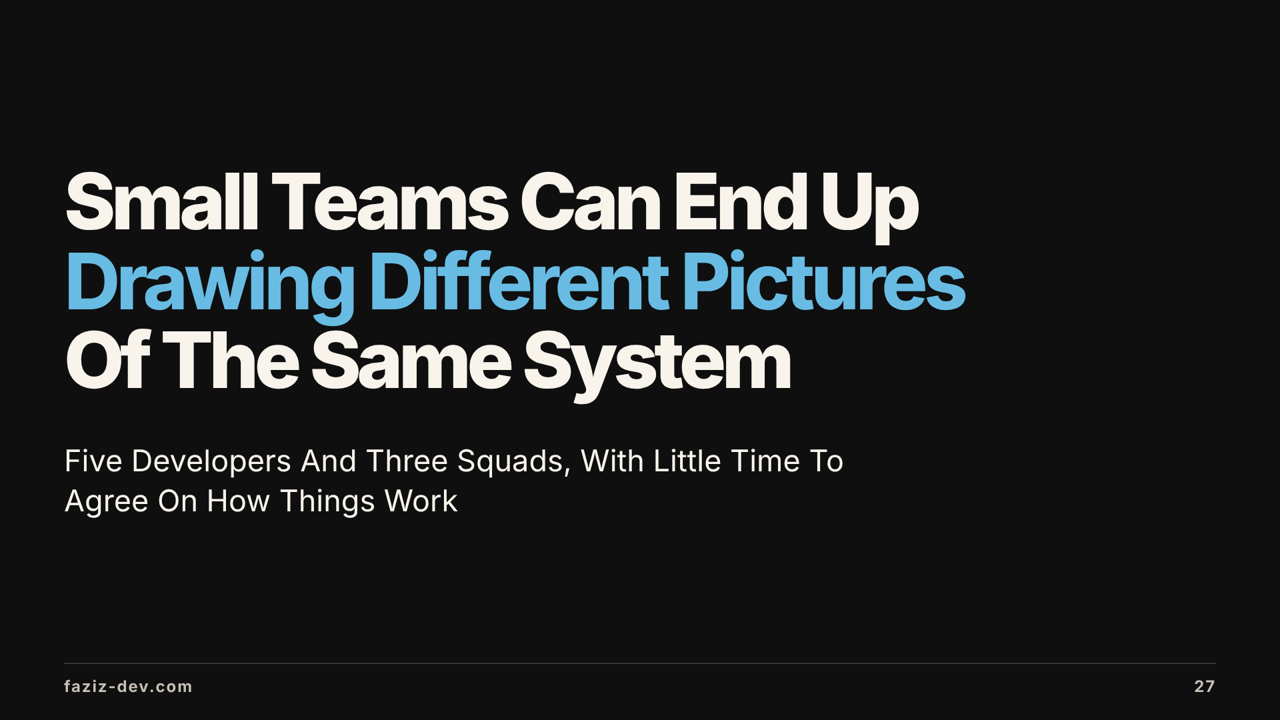 Small Teams Can End Up
Drawing Different Pictures
Of The Same System
Five Developers And Three Squads, With Little Time To
Agree On How Things Work
faziz-dev.com
27